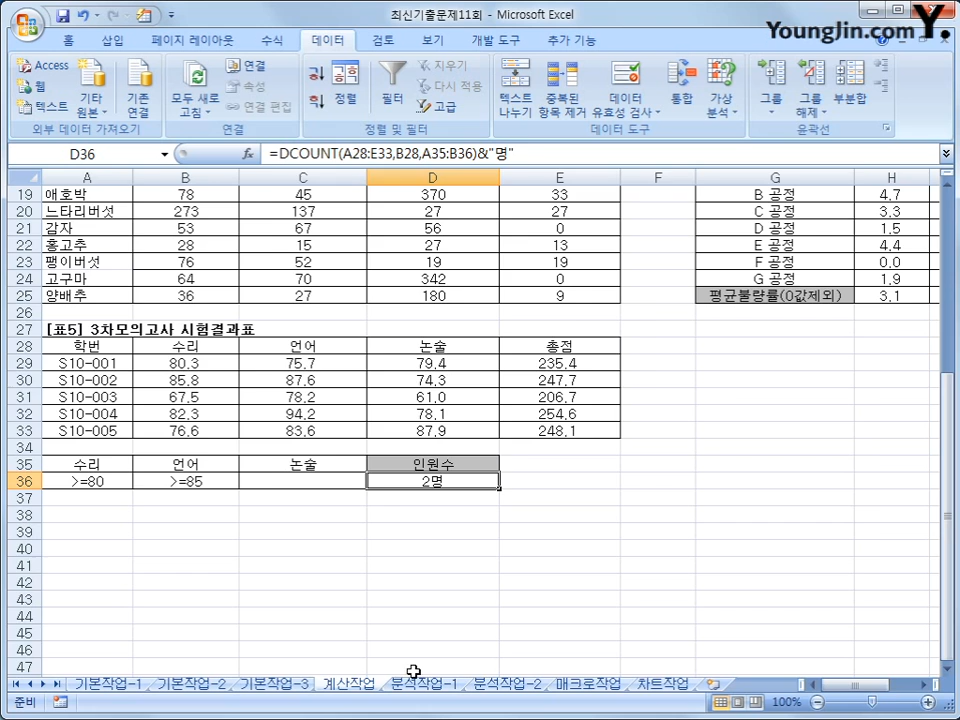 최신기출문제11회 - Microsoft Excel
YoungJin.com Y.
홈 삽입 페이지 레이아웃 수식 데이터 검토 보기 개발 도구 추가 기능
Access
웹
텍스트
기타 원본
기존 연결
외부 데이터 가져오기
모두 새로 고침
연결
속성
연결 편집
연결
정렬
필터
지우기
다시 적용
고급
정렬 및 필터
텍스트 나누기
중복된 항목 제거
데이터 유효성 검사
통합
가상 분석
데이터 도구
그룹
그룹 해제
부분합
윤곽선
D36 fx =DCOUNT(A28:E33,B28,A35:B36)&"명"
A B C D E F G H
19 애호박 78 45 370 33 B 공정 4.7
20 느타리버섯 273 137 27 27 C 공정 3.3
21 감자 53 67 56 0 D 공정 1.5
22 홍고추 28 15 27 13 E 공정 4.4
23 팽이버섯 76 52 19 19 F 공정 0.0
24 고구마 64 70 342 0 G 공정 1.9
25 양배추 36 27 180 9 평균불량률(0값제외) 3.1
26
27 [표5] 3차모의고사 시험결과표
28 학번 수리 언어 논술 총점
29 S10-001 80.3 75.7 79.4 235.4
30 S10-002 85.8 87.6 74.3 247.7
31 S10-003 67.5 78.2 61.0 206.7
32 S10-004 82.3 94.2 78.1 254.6
33 S10-005 76.6 83.6 87.9 248.1
34
35 수리 언어 논술 인원수
36 >=80 >=85 2명
37
38
39
40
41
42
43
44
45
46
47
기본작업-1 기본작업-2 기본작업-3 계산작업 분석작업-1 분석작업-2 매크로작업 차트작업
준비 100%